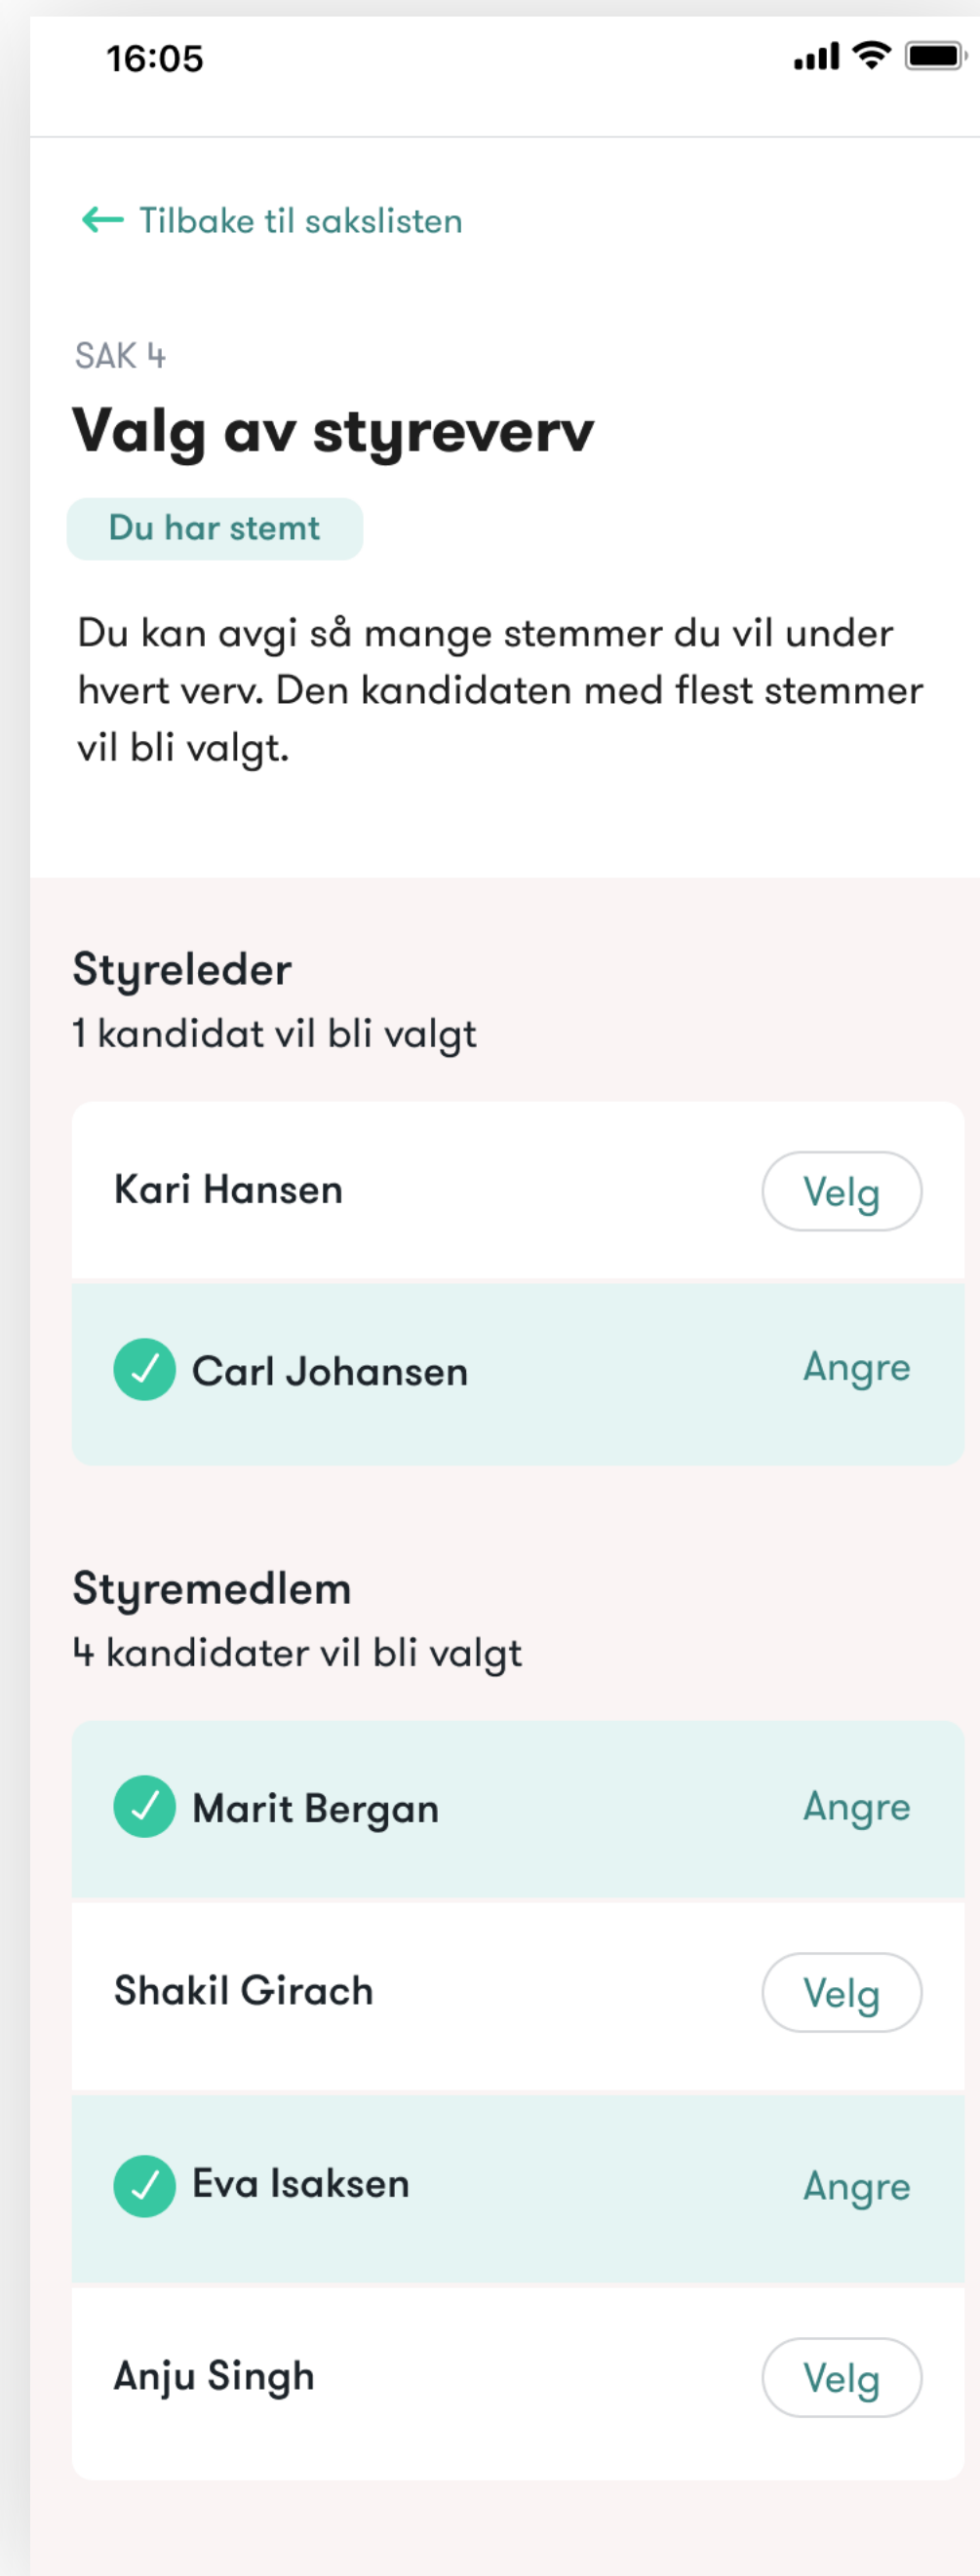 16:05
Tilbake til sakslisten
SAK 4
Valg av styreverv
Du har stemt
Du kan avgi så mange stemmer du vil under
hvert verv. Den kandidaten med flest stemmer
vil bli valgt.
Styreleder
1 kandidat vil bli valgt
Kari Hansen Velg
Carl Johansen Angre
Styremedlem
4 kandidater vil bli valgt
Marit Bergan Angre
Shakil Girach Velg
Eva Isaksen Angre
Anju Singh Velg